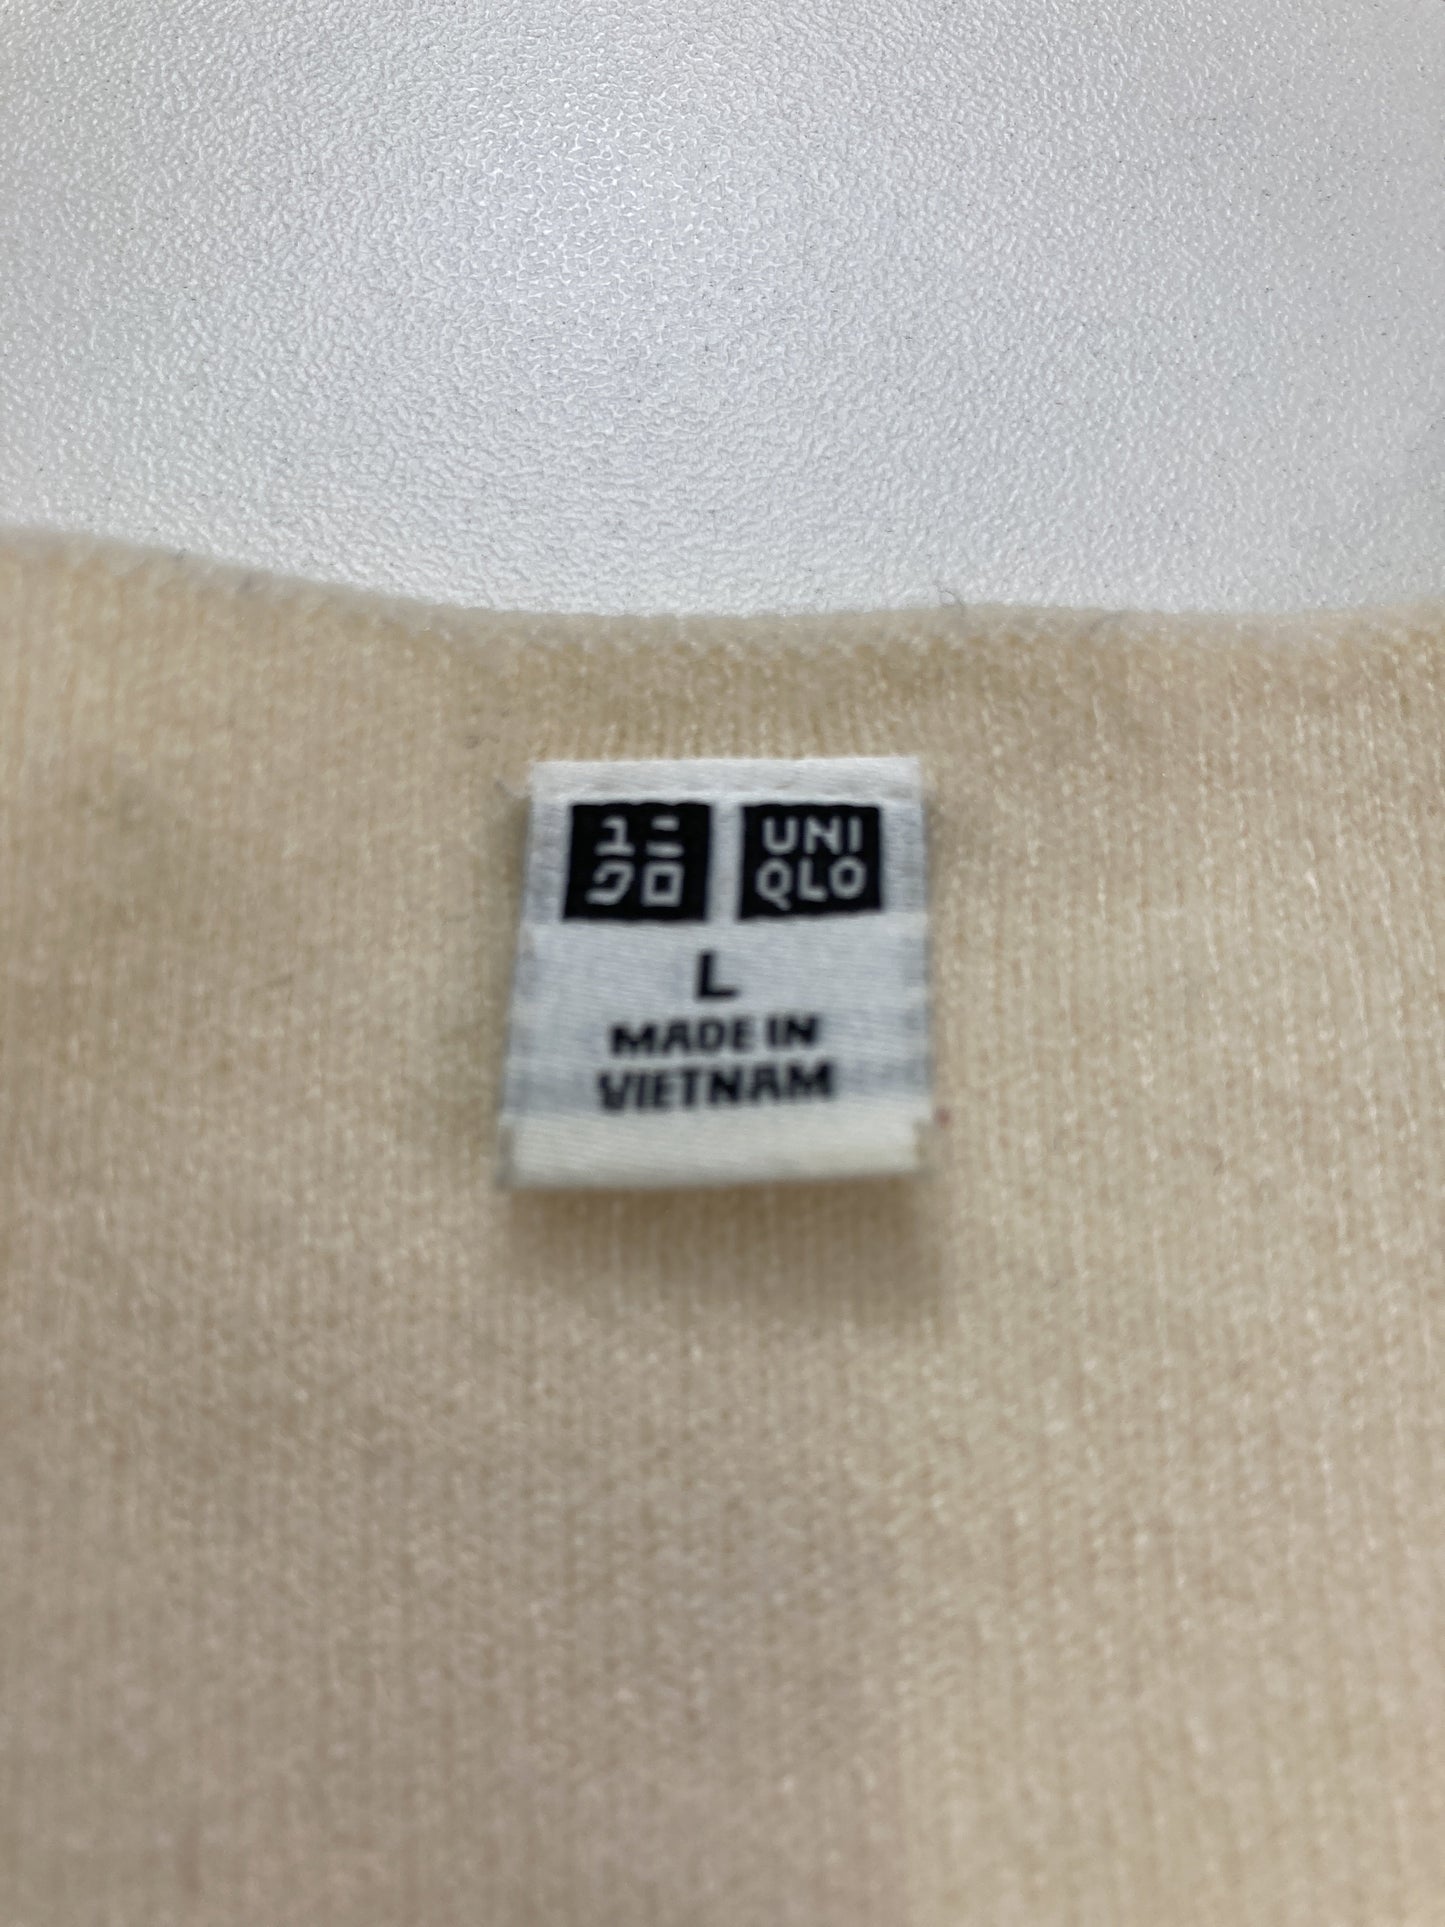 ユニ
クロ
UNI
QLO
L
MADE IN
VIETNAM